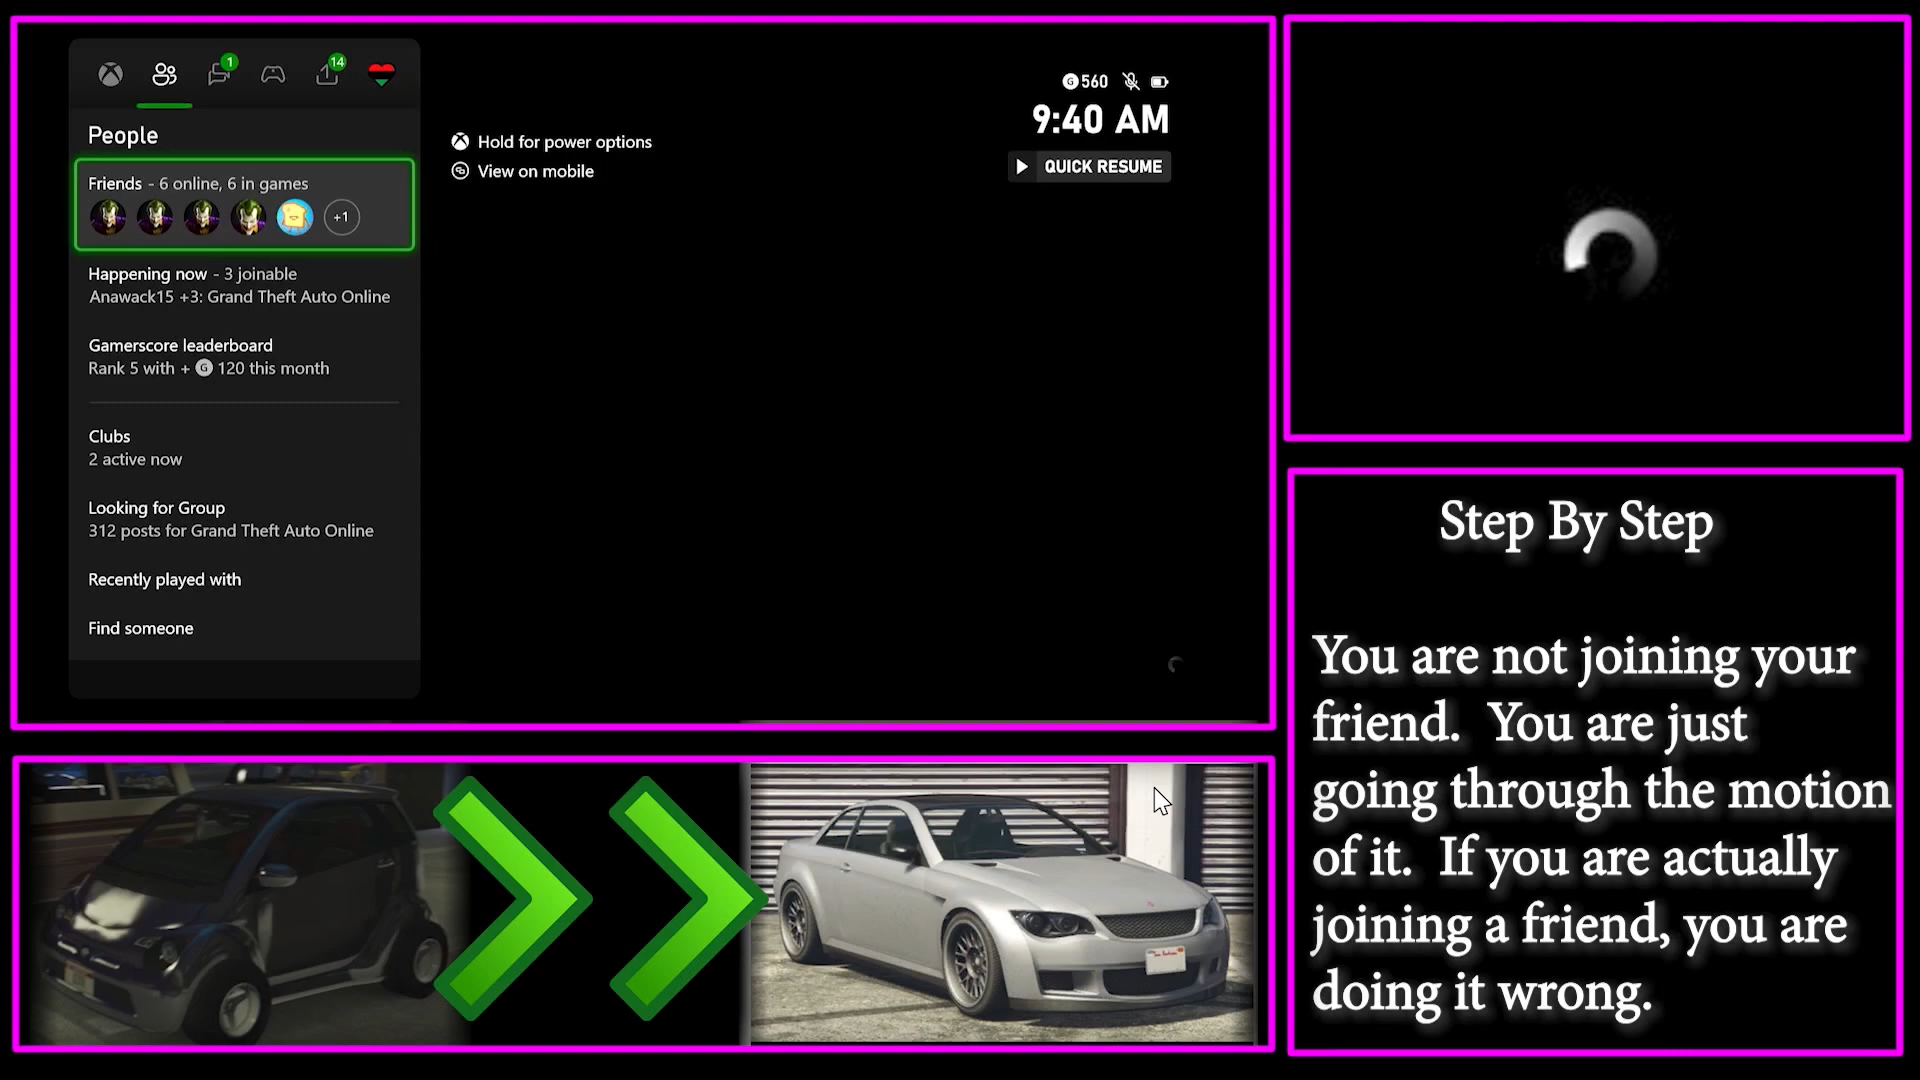 1
14
People
Friends - 6 online, 6 in games
+1
Happening now - 3 joinable
Anawack15 +3: Grand Theft Auto Online
Gamerscore leaderboard
Rank 5 with + G 120 this month
Clubs
2 active now
Looking for Group
312 posts for Grand Theft Auto Online
Recently played with
Find someone
Hold for power options
View on mobile
G 560
9:40 AM
QUICK RESUME
Step By Step
You are not joining your
friend. You are just
going through the motion
of it. If you are actually
joining a friend, you are
doing it wrong.